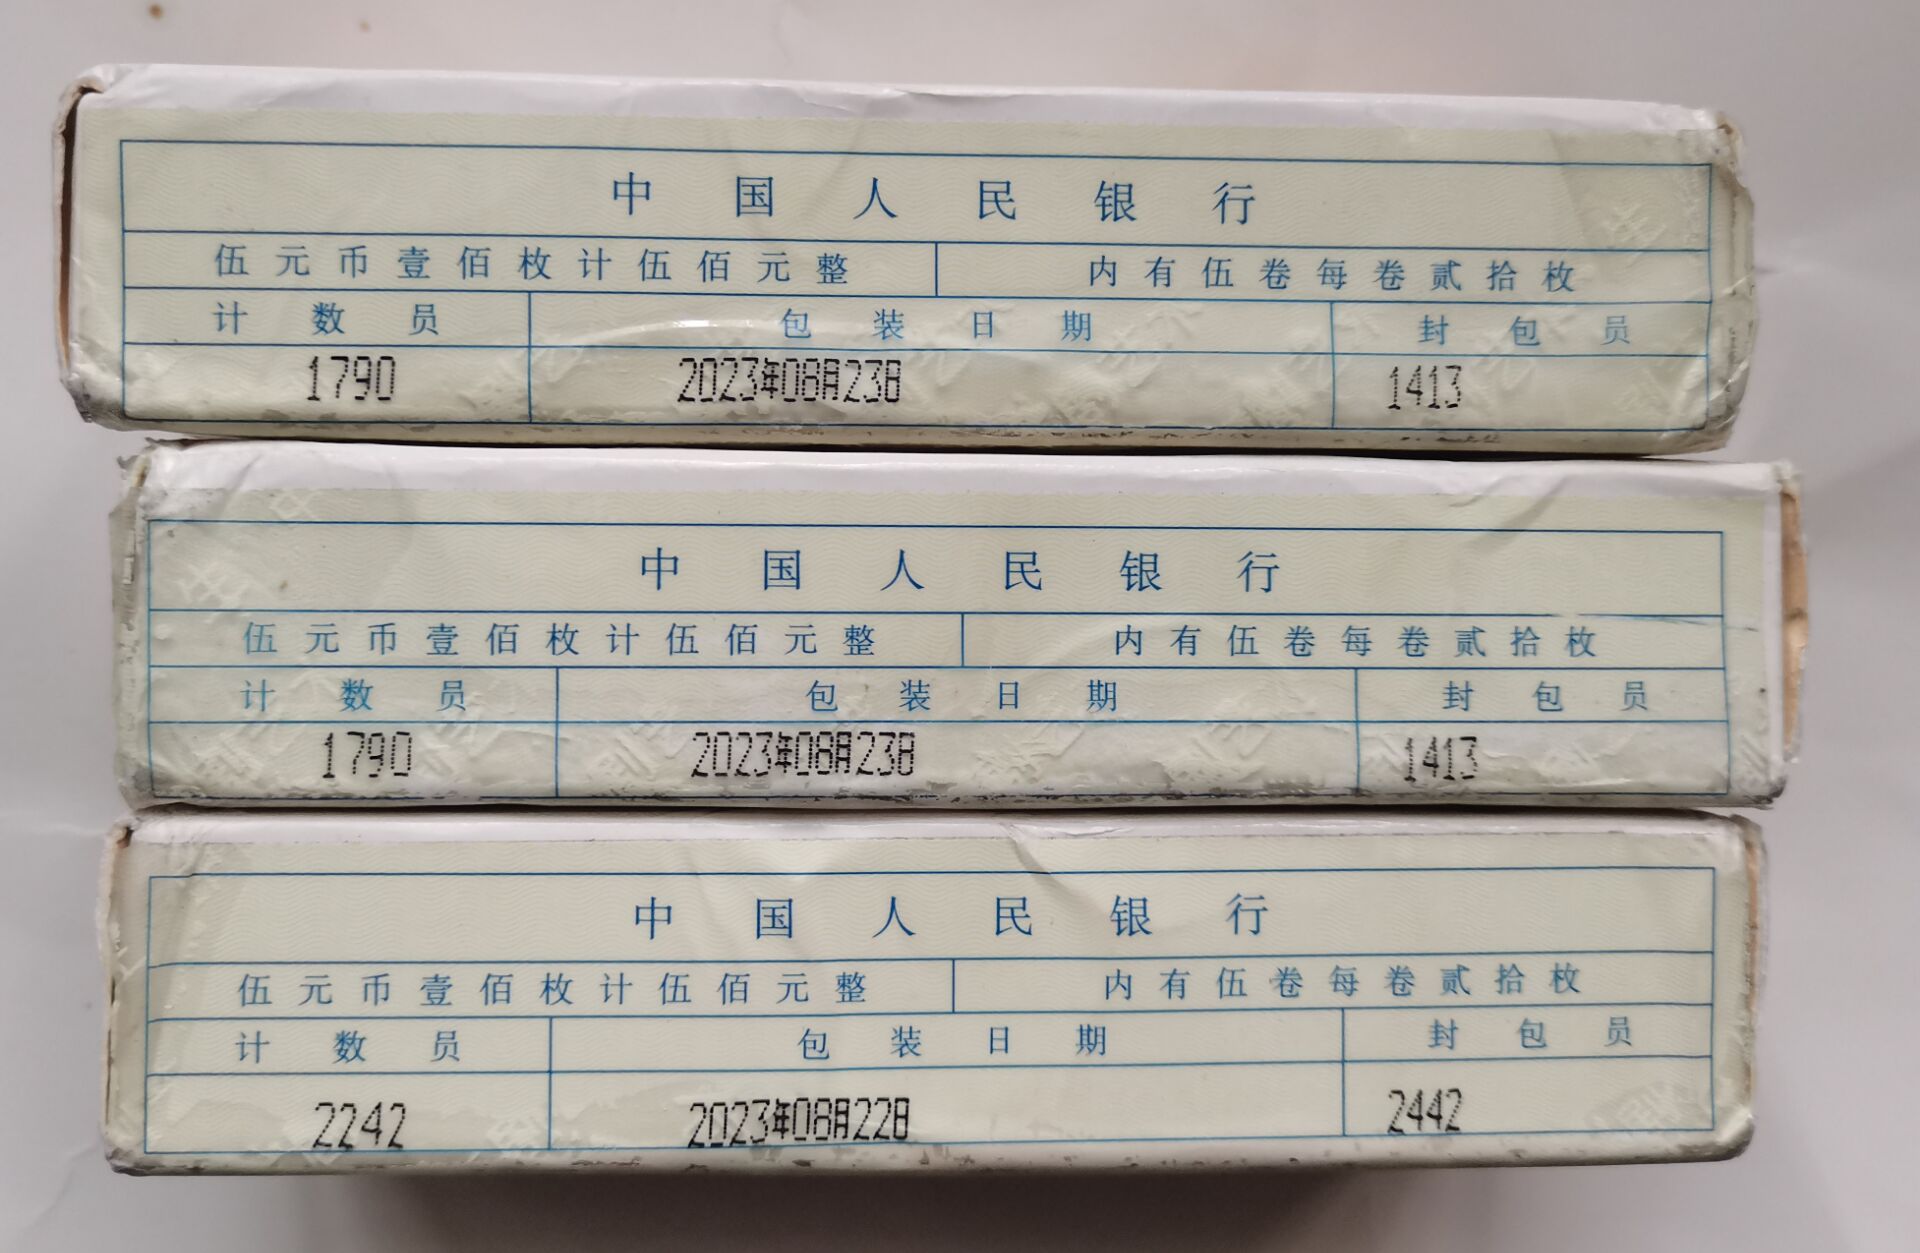 中国人民银行
伍元币壹佰枚计伍佰元整 内有伍卷每卷贰拾枚
计数员 包装日期 封包员
1790 2023年08月23日 1413
中国人民银行
伍元币壹佰枚计伍佰元整 内有伍卷每卷贰拾枚
计数员 包装日期 封包员
1790 2023年08月23日 1413
中国人民银行
伍元币壹佰枚计伍佰元整 内有伍卷每卷贰拾枚
计数员 包装日期 封包员
2242 2023年08月22日 2442